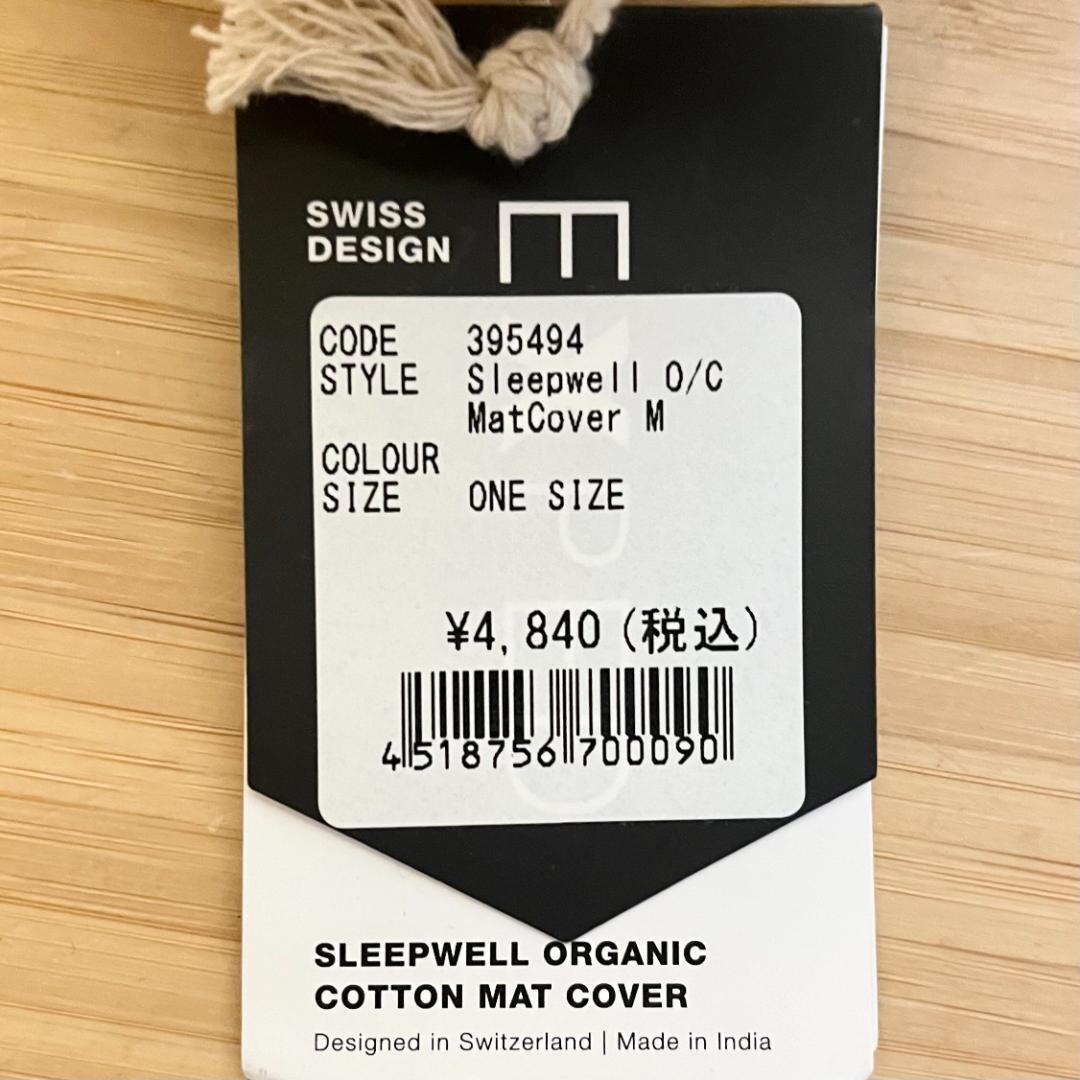 SWISS
DESIGN
CODE 395494
STYLE Sleepwell O/C
MatCover M
COLOUR
SIZE ONE SIZE
¥4,840(税込)
4518756700090
SLEEPWELL ORGANIC
COTTON MAT COVER
Designed in Switzerland | Made in India